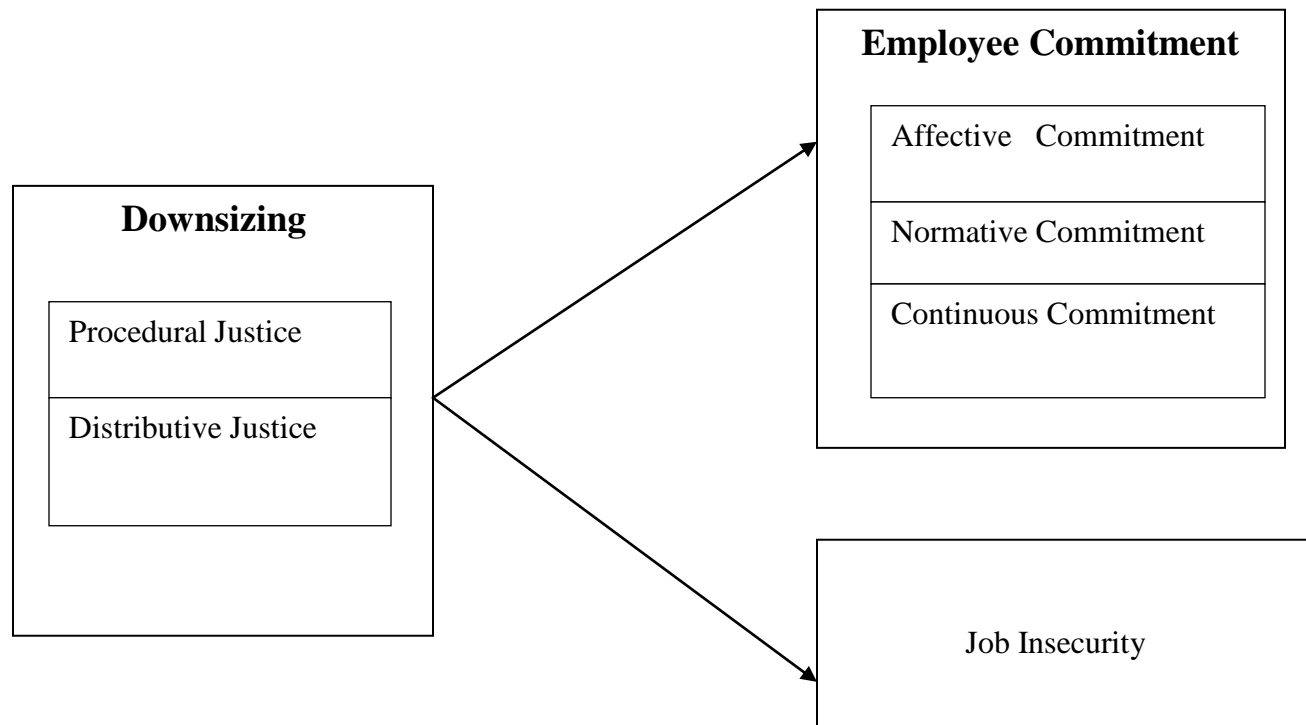 Employee Commitment
Affective Commitment
Normative Commitment
Continuous Commitment
Downsizing
Procedural Justice
Distributive Justice
Job Insecurity